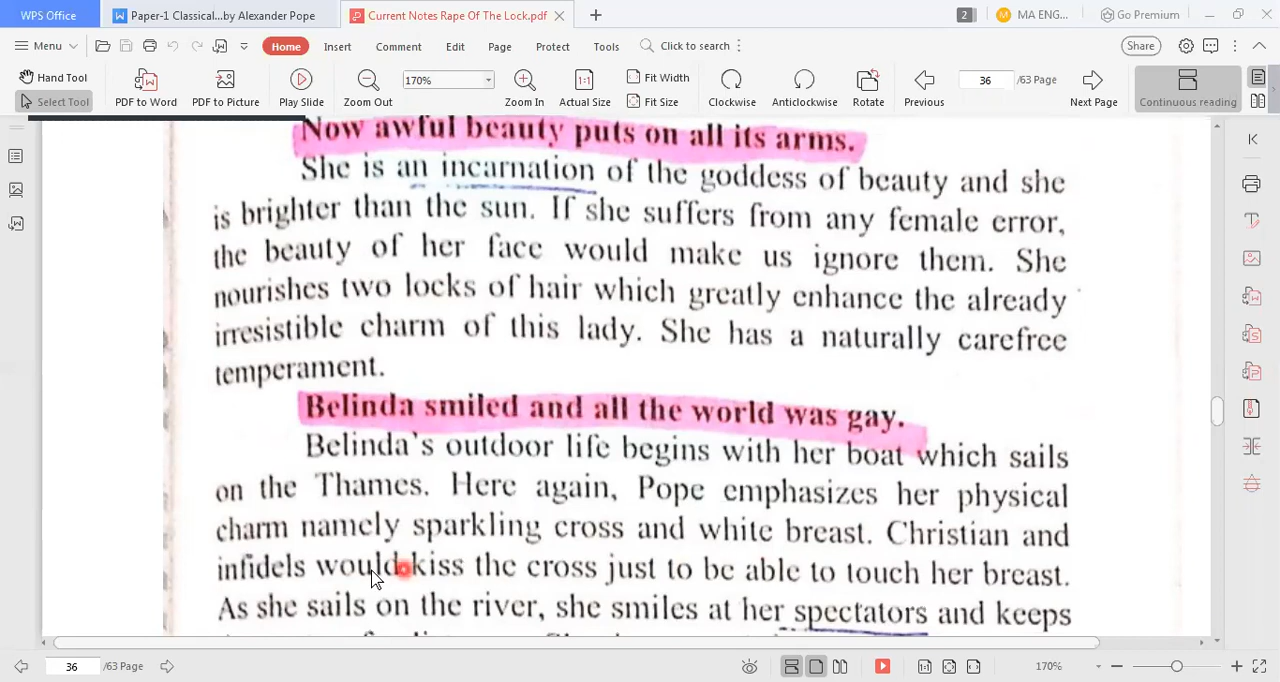 WPS Office
Paper-1 Classical...by Alexander Pop
Current Notes Rape Of The Lock.pdf
2
MA ENG...
Go Premium
Menu
Home
Insert
Comment
Edit
Page
Protect
Tools
Click to search
Share
Hand Tool
Select Tool
PDF to Word
PDF to Picture
Play Slide
Zoom Out
170%
Zoom In
1:1
Actual Size
Fit Width
Fit Size
Clockwise
Anticlockwise
Rotate
Previous
36
/63 Page
Next Page
Continuous reading
Now awful beauty puts on all its arms.
She is an incarnation of the goddess of beauty and she
is brighter than the sun. If she suffers from any female error,
the beauty of her face would make us ignore them. She
nourishes two locks of hair which greatly enhance the already
irresistible charm of this lady. She has a naturally carefree
temperament.
Belinda smiled and all the world was gay.
Belinda's outdoor life begins with her boat which sails
on the Thames. Here again, Pope emphasizes her physical
charm namely sparkling cross and white breast. Christian and
infidels would kiss the cross just to be able to touch her breast.
As she sails on the river, she smiles at her spectators and keeps
36
/63 Page
170%